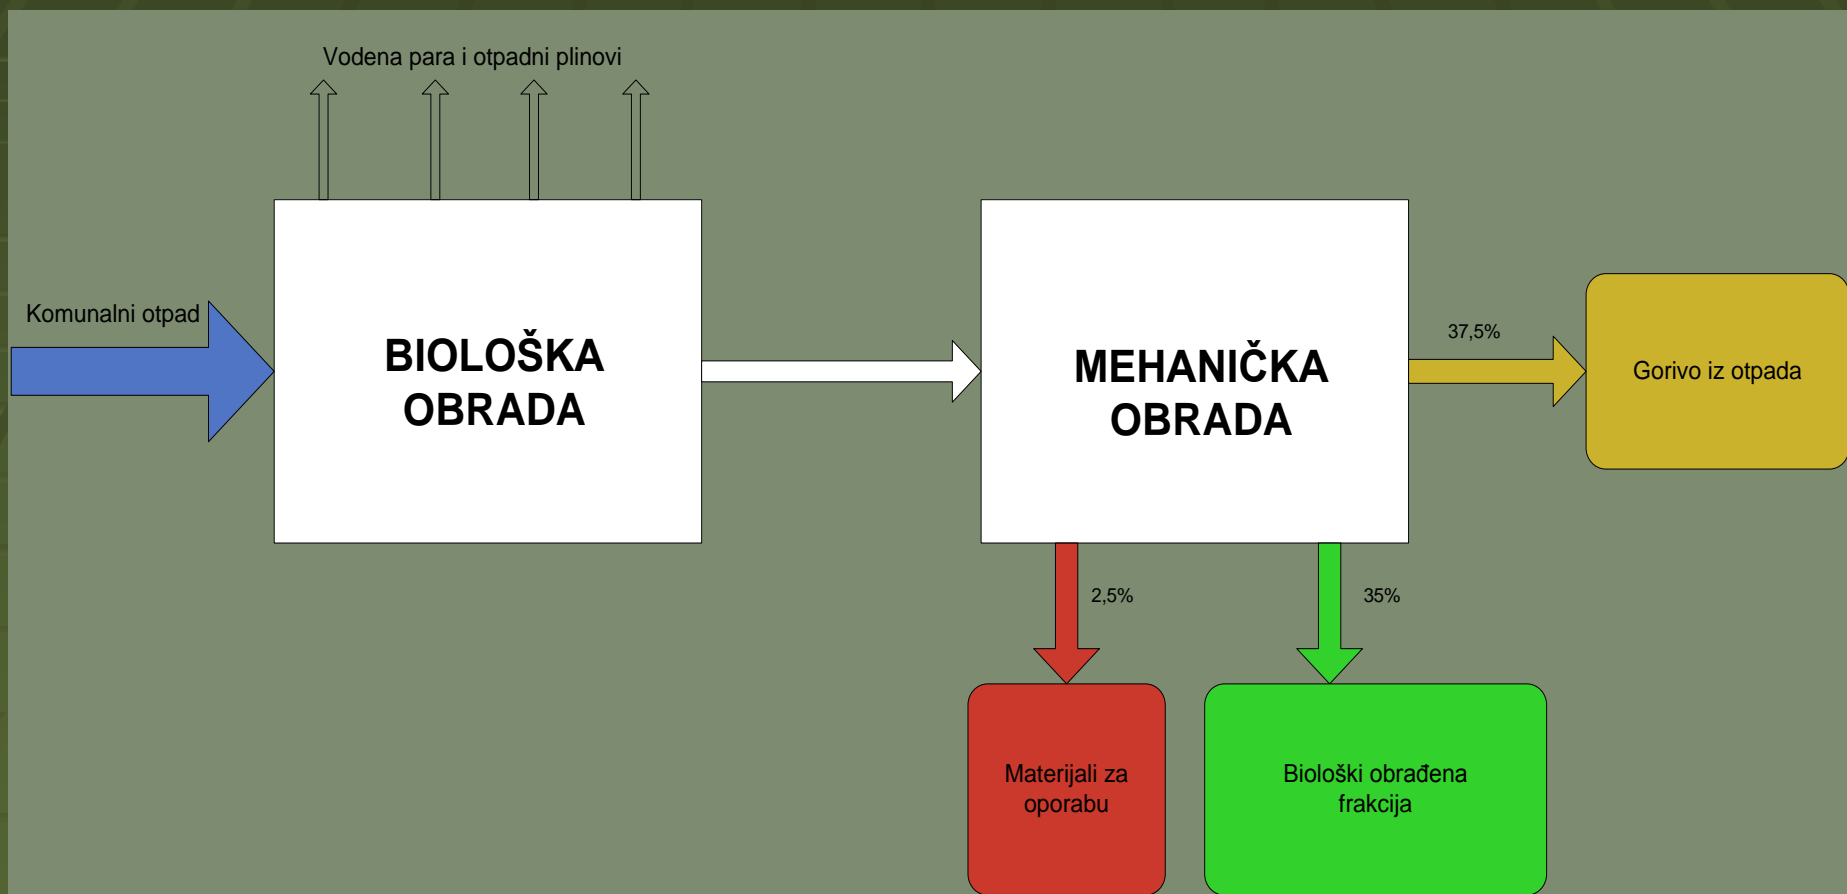 Vodena para i otpadni plinovi
Komunalni otpad
BIOLOŠKA
OBRADA
MEHANIČKA
OBRADA
37,5%
Gorivo iz otpada
2,5%
35%
Materijali za
oporabu
Biološki obrađena
frakcija